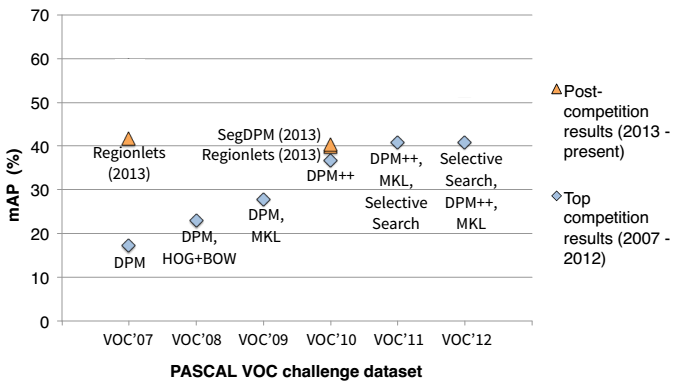 70
60
50
40
30
20
10
0
mAP (%)
Regionlets
(2013)
SegDPM (2013)
Regionlets (2013)
DPM++
DPM++,
MKL,
Selective
Search
Selective
Search,
DPM++,
MKL
DPM
DPM,
HOG+BOW
DPM,
MKL
VOC'07 VOC'08 VOC'09 VOC'10 VOC'11 VOC'12
PASCAL VOC challenge dataset
Post-
competition
results (2013 -
present)
Top
competition
results (2007 -
2012)